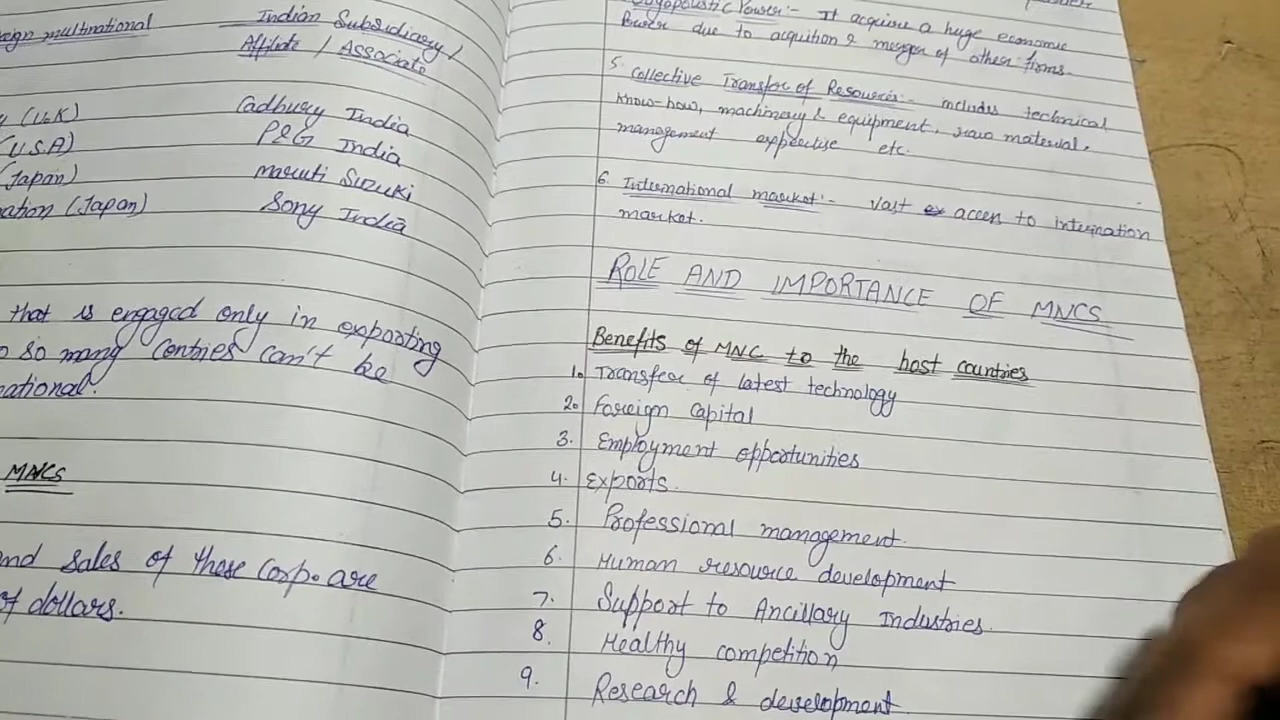 eign multinational
Indian Subsidiary/
Affiliate / Associate
(U.K) Cadbury India
(U.S.A) P&G India
(Japan) Maruti Suzuki
ation (Japan) Sony India
that is engaged only in exporting
so many Contries can't be
national.
MNCS
and sales of these Corp. are
of dollars.
Power:- It acquire a huge economic
Power due to acquition & merger of other firms.
5. Collective Transfer of Resources:- includes technical
know-how, machinery & equipment, raw material,
management expertise etc.
6. International market:- Vast access to internation
market.
ROLE AND IMPORTANCE OF MNCS
Benefits of MNC to the host countries
1. Transfer of latest technology
2. Foreign Capital
3. Employment opportunities
4. Exports
5. Professional management
6. Human resource development
7. Support to Ancillary Industries
8. Healthy competition
9. Research & development